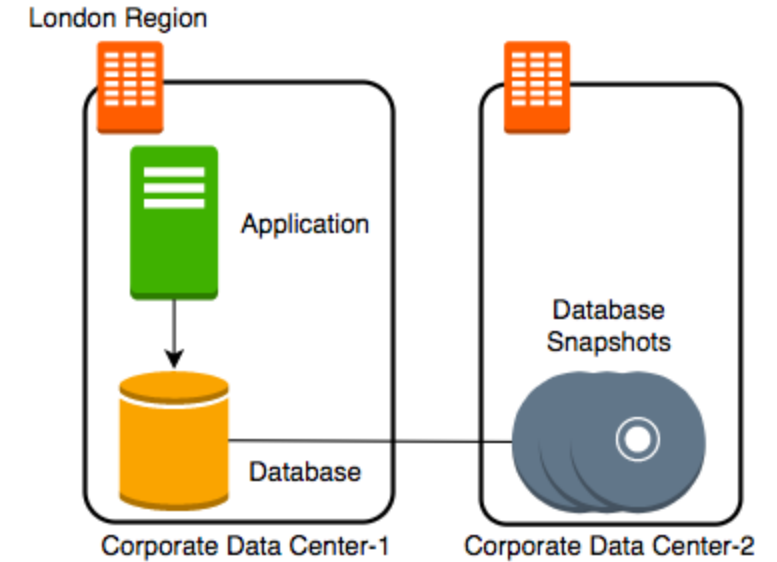 London Region
Application
Database
Snapshots
Database
Corporate Data Center-1
Corporate Data Center-2